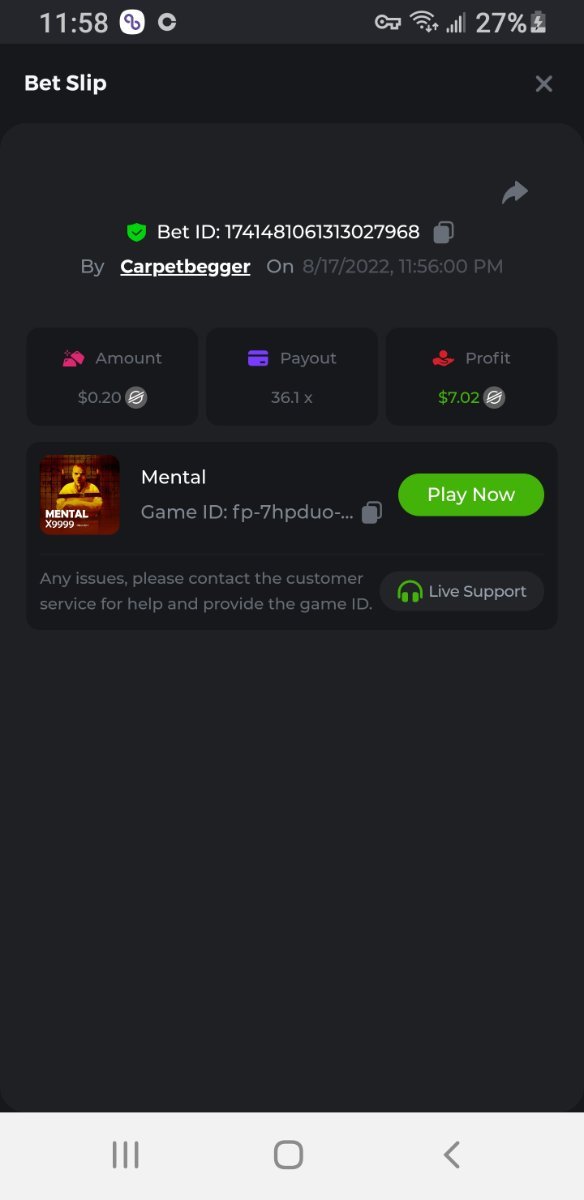 11:58 27%
Bet Slip
Bet ID: 1741481061313027968
By Carpetbegger On 8/17/2022, 11:56:00 PM
Amount Payout Profit
$0.20 36.1 x $7.02
Mental
Game ID: fp-7hpduo-...
Play Now
MENTAL
X9999
Any issues, please contact the customer
service for help and provide the game ID.
Live Support